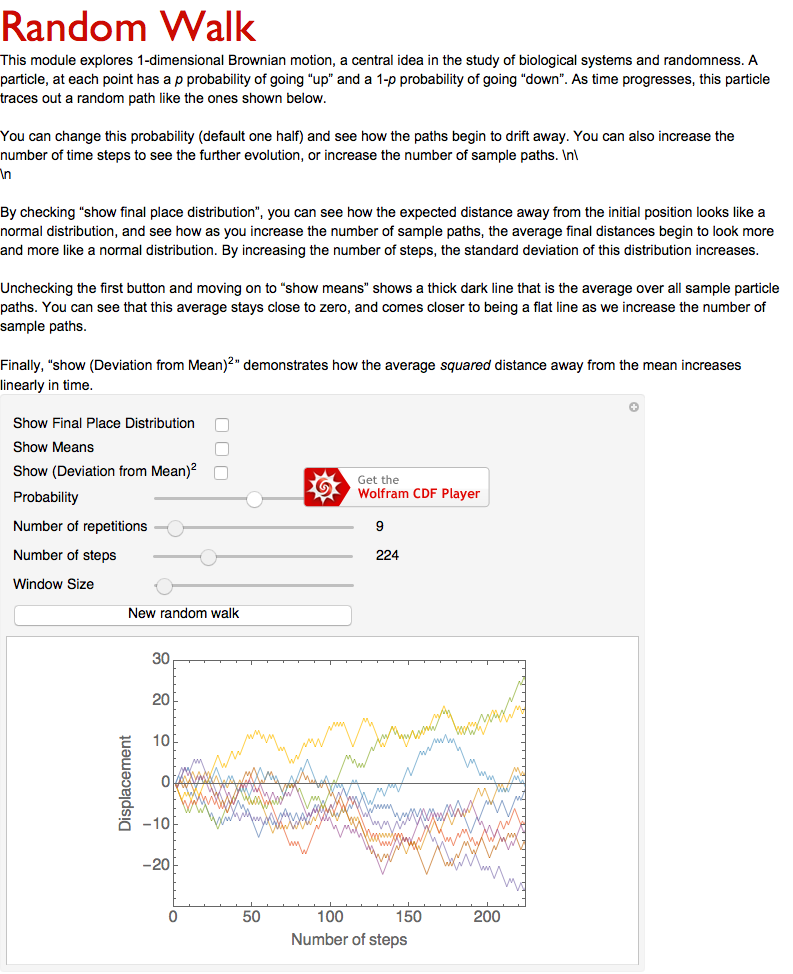 Random Walk
This module explores 1-dimensional Brownian motion, a central idea in the study of biological systems and randomness. A
particle, at each point has a p probability of going “up” and a 1-p probability of going “down”. As time progresses, this particle
traces out a random path like the ones shown below.
You can change this probability (default one half) and see how the paths begin to drift away. You can also increase the
number of time steps to see the further evolution, or increase the number of sample paths. \n\
\n
By checking “show final place distribution”, you can see how the expected distance away from the initial position looks like a
normal distribution, and see how as you increase the number of sample paths, the average final distances begin to look more
and more like a normal distribution. By increasing the number of steps, the standard deviation of this distribution increases.
Unchecking the first button and moving on to “show means” shows a thick dark line that is the average over all sample particle
paths. You can see that this average stays close to zero, and comes closer to being a flat line as we increase the number of
sample paths.
Finally, “show (Deviation from Mean)²” demonstrates how the average squared distance away from the mean increases
linearly in time.
Show Final Place Distribution
Show Means
Show (Deviation from Mean)²
Get the
Probability
Wolfram CDF Player
Number of repetitions 9
Number of steps 224
Window Size
New random walk
30
20
10
0
−10
−20
Displacement
0 50 100 150 200
Number of steps